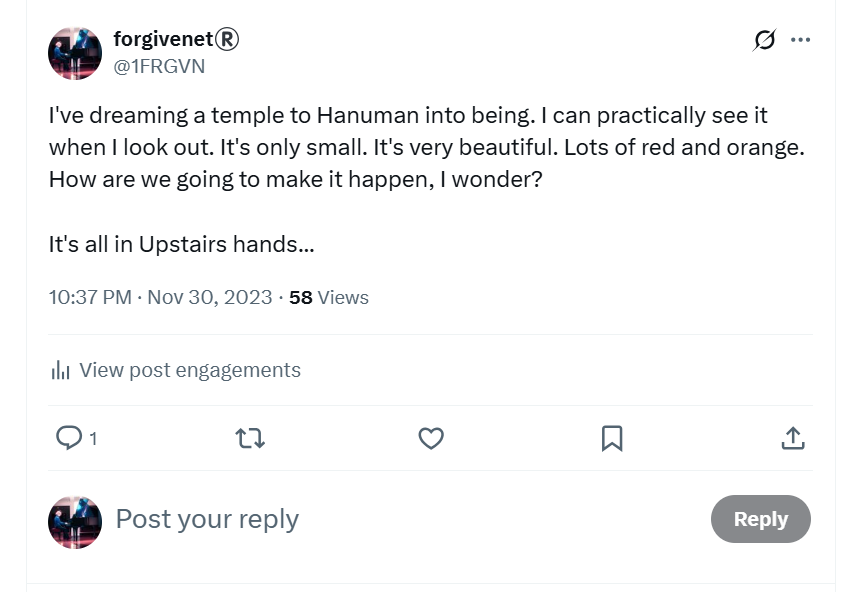 forgivenet®
@1FRGVN
I've dreaming a temple to Hanuman into being. I can practically see it
when I look out. It's only small. It's very beautiful. Lots of red and orange.
How are we going to make it happen, I wonder?
It's all in Upstairs hands...
10:37 PM · Nov 30, 2023 · 58 Views
View post engagements
1
Post your reply
Reply